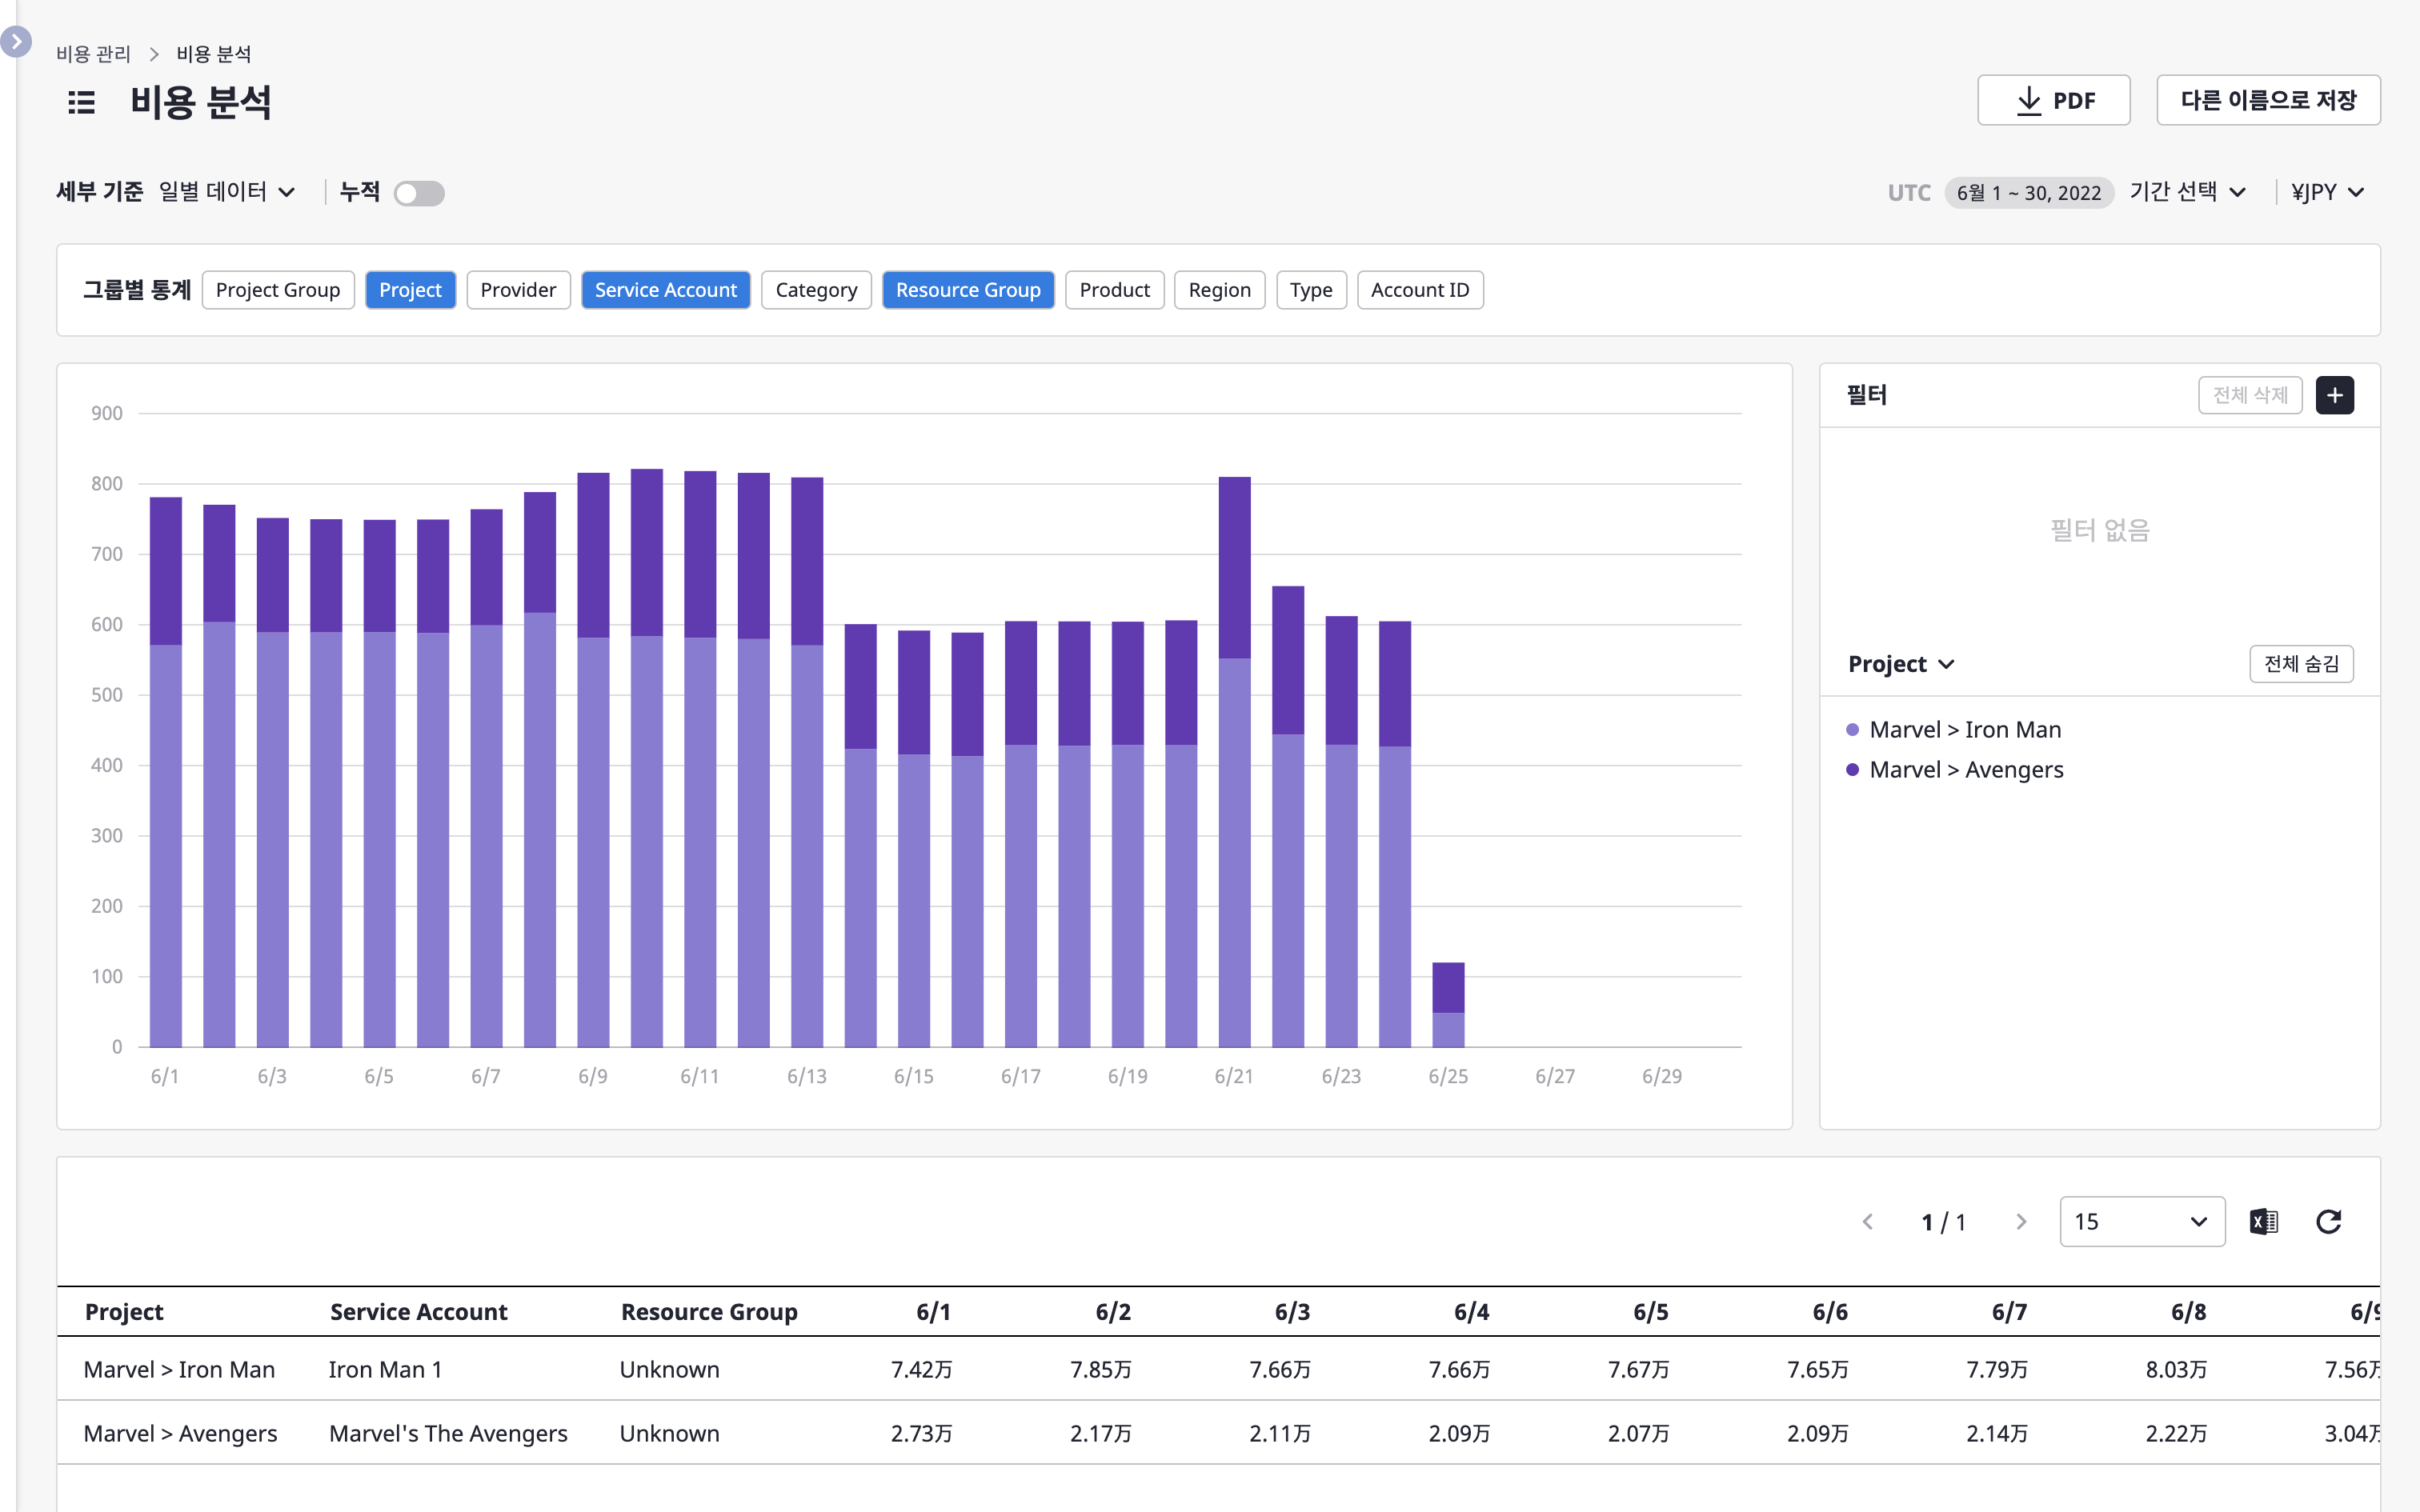 비용 관리 > 비용 분석
비용 분석
PDF 다른 이름으로 저장
세부 기준 일별 데이터 누적
UTC 6월 1 ~ 30, 2022 기간 선택 ¥JPY
그룹별 통계 Project Group Project Provider Service Account Category Resource Group Product Region Type Account ID
900
800
700
600
500
400
300
200
100
0
6/1 6/3 6/5 6/7 6/9 6/11 6/13 6/15 6/17 6/19 6/21 6/23 6/25 6/27 6/29
필터 전체 삭제 +
필터 없음
Project 전체 숨김
Marvel > Iron Man
Marvel > Avengers
1 / 1 15
Project Service Account Resource Group 6/1 6/2 6/3 6/4 6/5 6/6 6/7 6/8 6/9
Marvel > Iron Man Iron Man 1 Unknown 7.42万 7.85万 7.66万 7.66万 7.67万 7.65万 7.79万 8.03万 7.56万
Marvel > Avengers Marvel's The Avengers Unknown 2.73万 2.17万 2.11万 2.09万 2.07万 2.09万 2.14万 2.22万 3.04万